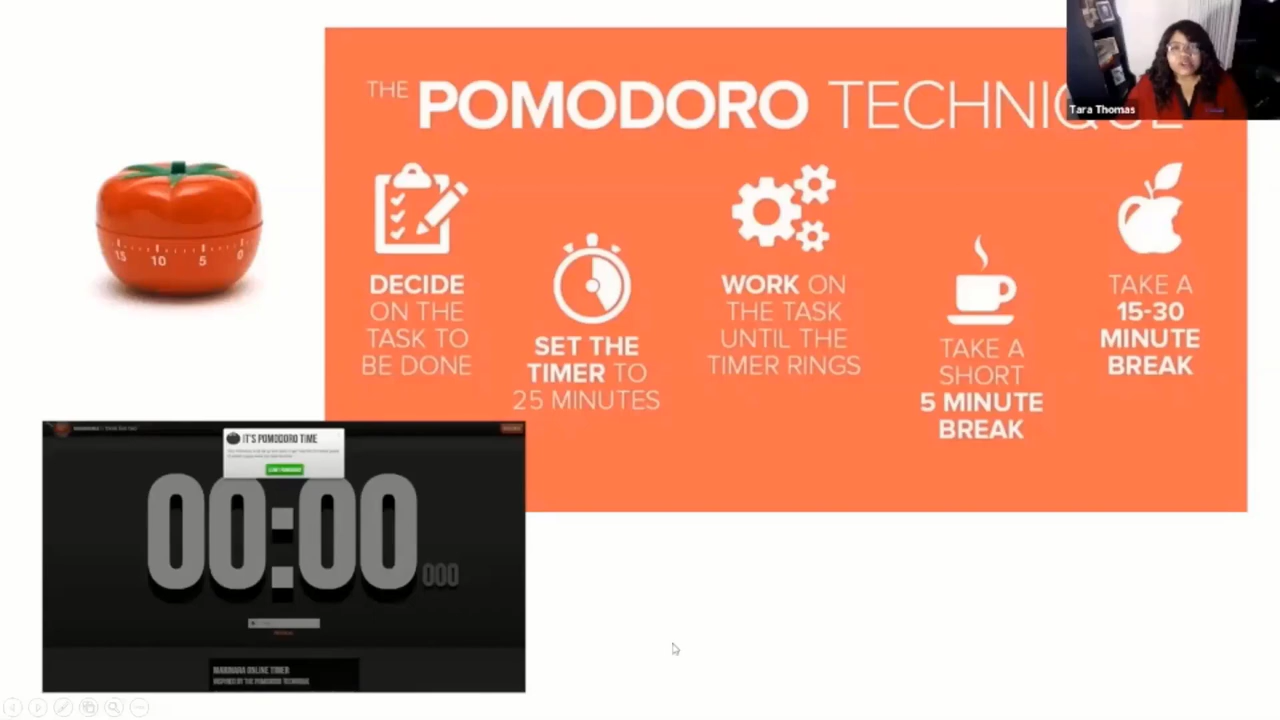 THE POMODORO TECHNIQUE
Tara Thomas
DECIDE
ON THE
TASK TO
BE DONE
SET THE
TIMER TO
25 MINUTES
WORK ON
THE TASK
UNTIL THE
TIMER RINGS
TAKE A
SHORT
5 MINUTE
BREAK
TAKE A
15-30
MINUTE
BREAK
15 10 5 0
IT'S POMODORO TIME
00:00
000
MARINARA ONLINE TIMER
INSPIRED BY THE POMODORO TECHNIQUE